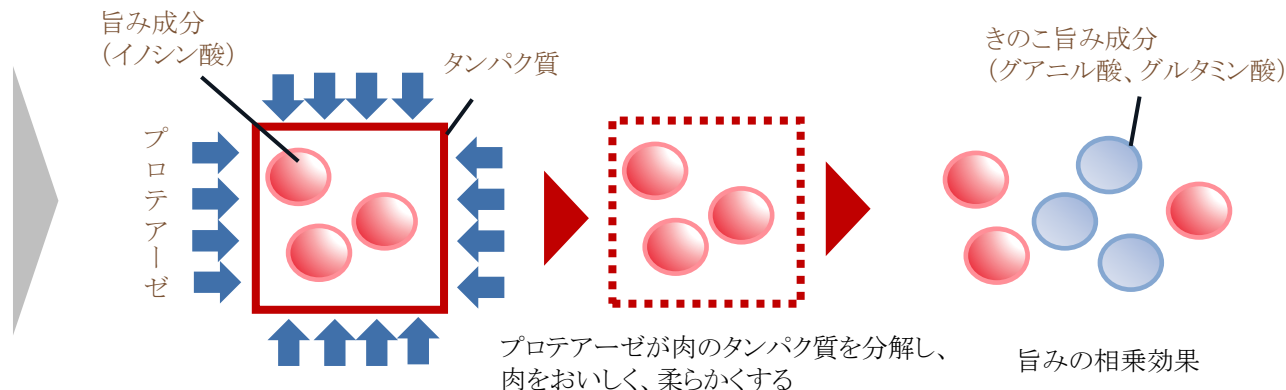 旨み成分
（イノシン酸）
タンパク質
プロテアーゼ
きのこ旨み成分
（グアニル酸、グルタミン酸）
プロテアーゼが肉のタンパク質を分解し、
肉をおいしく、柔らかくする
旨みの相乗効果